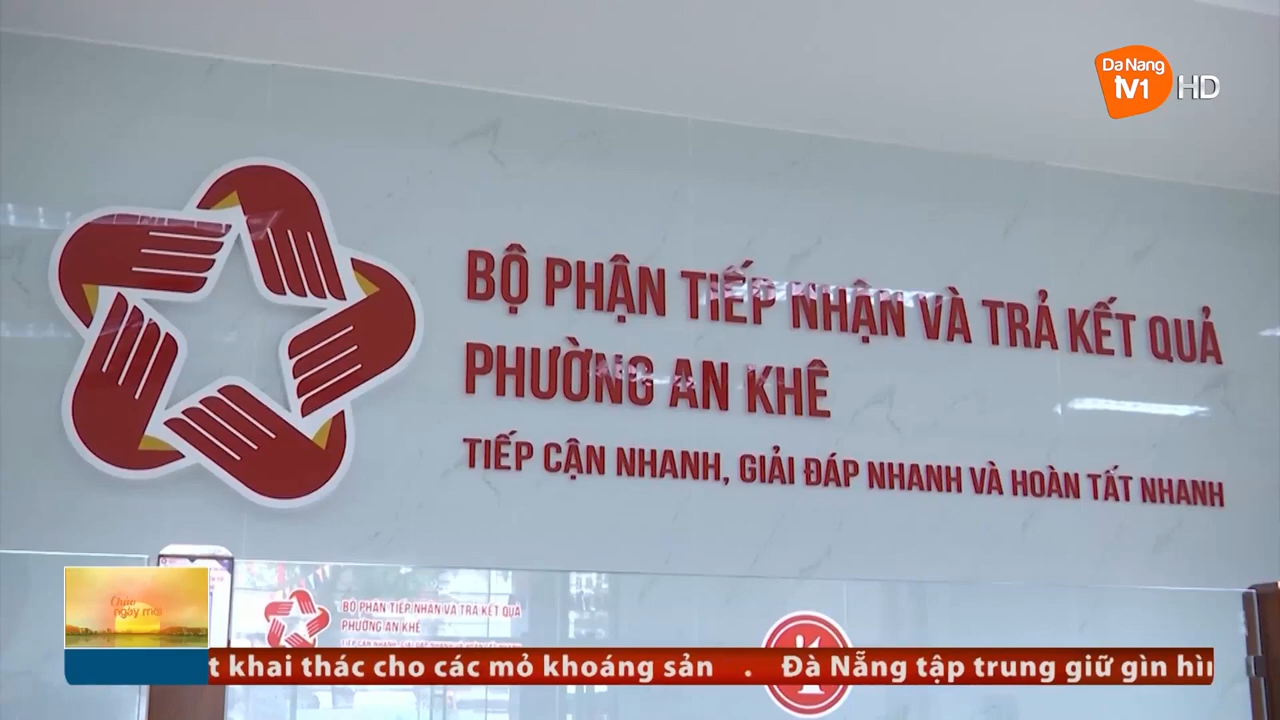 Da Nang
TV1 HD
BỘ PHẬN TIẾP NHẬN VÀ TRẢ KẾT QUẢ
PHƯỜNG AN KHÊ
TIẾP CẬN NHANH, GIẢI ĐÁP NHANH VÀ HOÀN TẤT NHANH
Chào
ngày mới
BỘ PHẬN TIẾP NHẬN VÀ TRẢ KẾT QUẢ
PHƯỜNG AN KHÊ
t khai thác cho các mỏ khoáng sản . Đà Nẵng tập trung giữ gìn hìn